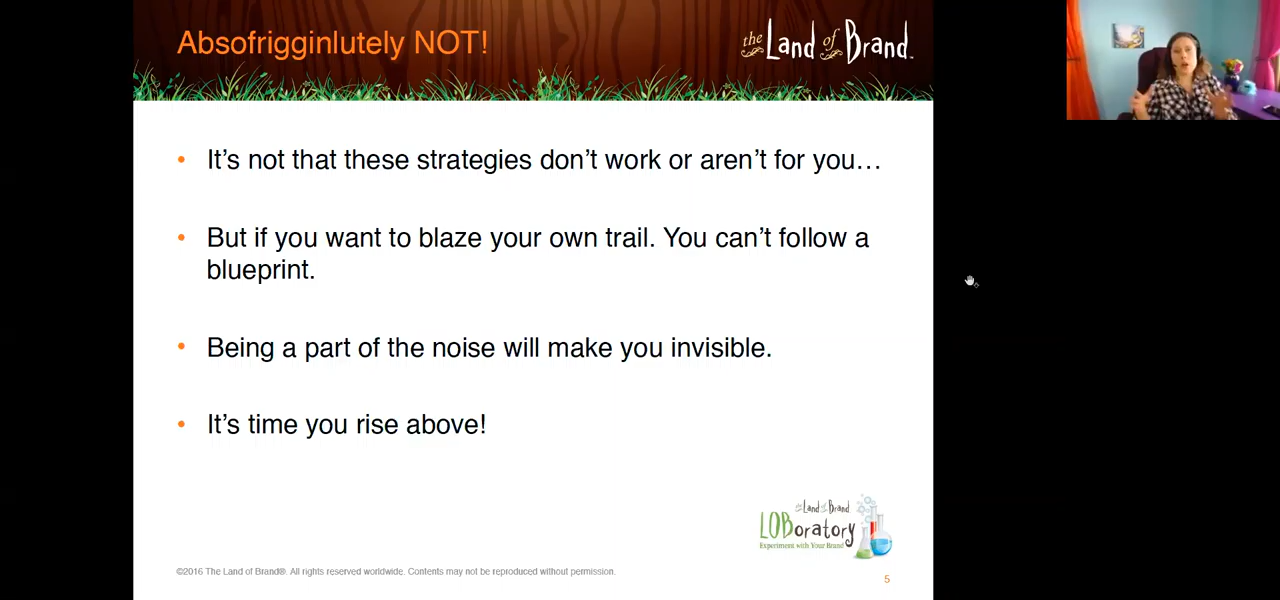 Absofrigginlutely NOT!
the Land of Brand™
• It’s not that these strategies don’t work or aren’t for you…
• But if you want to blaze your own trail. You can’t follow a
blueprint.
• Being a part of the noise will make you invisible.
• It’s time you rise above!
the Land of Brand
LOBoratory
Experiment with Your Brand
©2016 The Land of Brand®. All rights reserved worldwide. Contents may not be reproduced without permission.
5